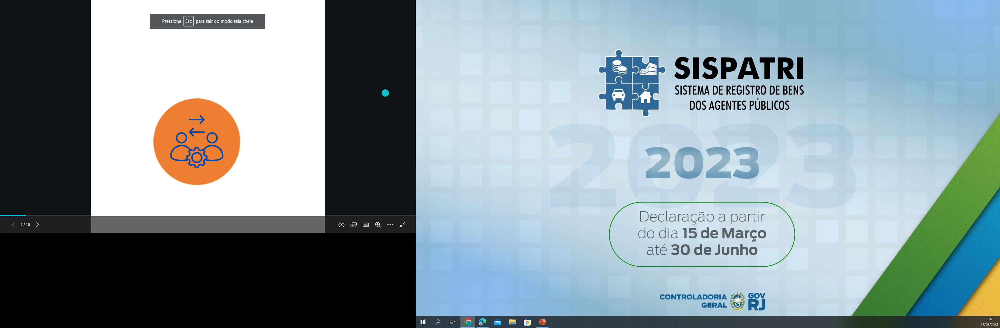 Pressione Esc para sair do modo tela cheia
1 / 16
SISPATRI
SISTEMA DE REGISTRO DE BENS
DOS AGENTES PÚBLICOS
2023
2023
Declaração a partir
do dia 15 de Março
até 30 de Junho
CONTROLADORIA
GERAL
GOV
RJ
11:48
27/03/2023